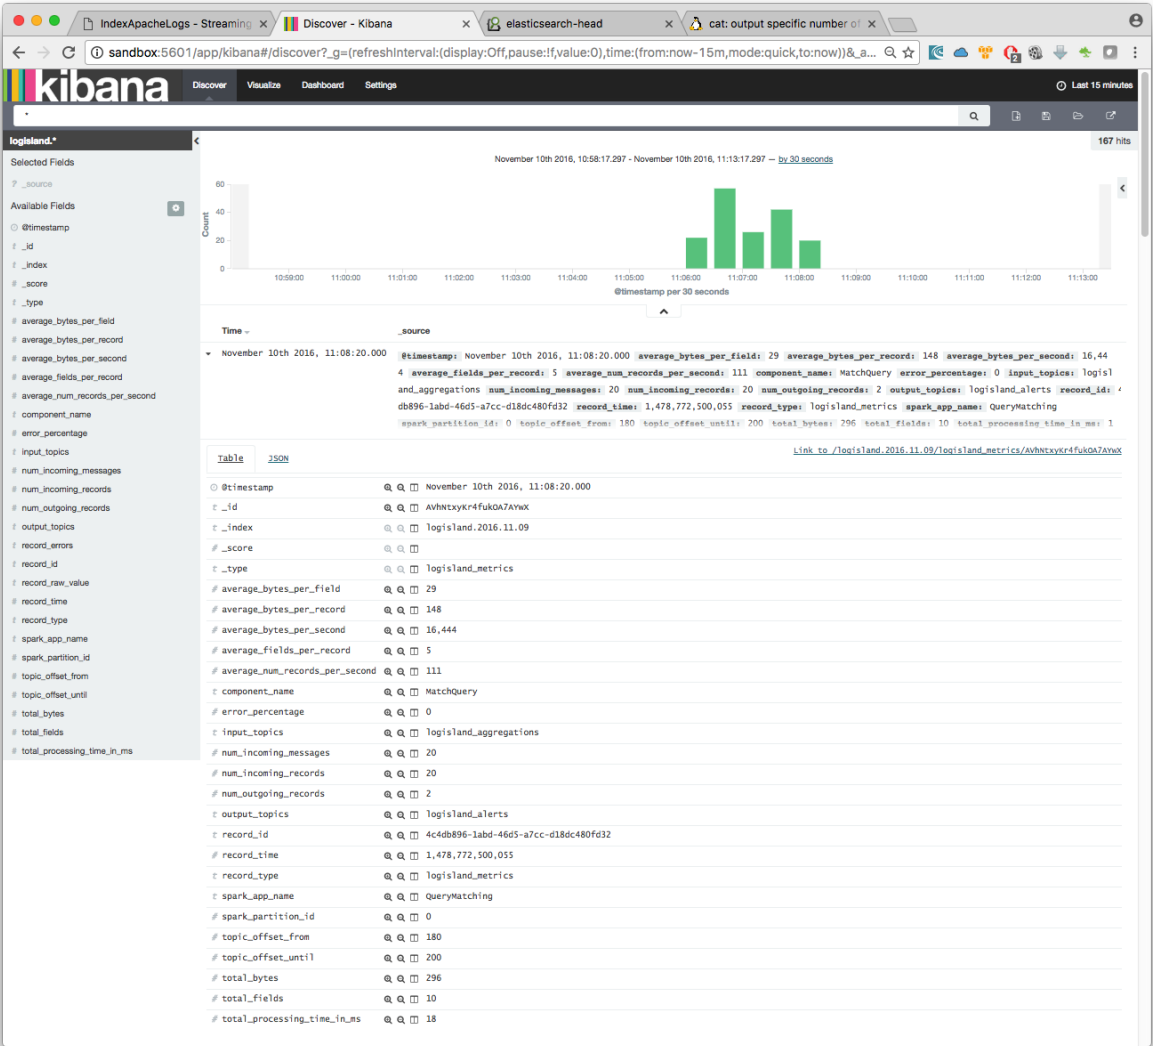 IndexApacheLogs - Streaming
Discover - Kibana
elasticsearch-head
cat: output specific number of
sandbox:5601/app/kibana#/discover?_g=(refreshInterval:(display:Off,pause:!f,value:0),time:(from:now-15m,mode:quick,to:now))&_a...
2
kibana Discover Visualize Dashboard Settings Last 15 minutes
*
logisland.* 167 hits
Selected Fields
? _source
Available Fields
@timestamp
t _id
t _index
# _score
t _type
# average_bytes_per_field
# average_bytes_per_record
# average_bytes_per_second
# average_fields_per_record
# average_num_records_per_second
t component_name
# error_percentage
t input_topics
# num_incoming_messages
# num_incoming_records
# num_outgoing_records
t output_topics
t record_errors
t record_id
t record_raw_value
# record_time
t record_type
t spark_app_name
# spark_partition_id
# topic_offset_from
# topic_offset_until
# total_bytes
# total_fields
# total_processing_time_in_ms
November 10th 2016, 10:58:17.297 - November 10th 2016, 11:13:17.297 — by 30 seconds
Count
60
40
20
0
10:59:00 11:00:00 11:01:00 11:02:00 11:03:00 11:04:00 11:05:00 11:06:00 11:07:00 11:08:00 11:09:00 11:10:00 11:11:00 11:12:00 11:13:00
@timestamp per 30 seconds
Time _source
November 10th 2016, 11:08:20.000
@timestamp: November 10th 2016, 11:08:20.000 average_bytes_per_field: 29 average_bytes_per_record: 148 average_bytes_per_second: 16,44
4 average_fields_per_record: 5 average_num_records_per_second: 111 component_name: MatchQuery error_percentage: 0 input_topics: logisl
and_aggregations num_incoming_messages: 20 num_incoming_records: 20 num_outgoing_records: 2 output_topics: logisland_alerts record_id: 4
db896-1abd-46d5-a7cc-d18dc480fd32 record_time: 1,478,772,500,055 record_type: logisland_metrics spark_app_name: QueryMatching
spark_partition_id: 0 topic_offset_from: 180 topic_offset_until: 200 total_bytes: 296 total_fields: 10 total_processing_time_in_ms: 1
Table JSON Link to /logisland.2016.11.09/logisland_metrics/AVhNtxyKr4fukOA7AYwX
@timestamp November 10th 2016, 11:08:20.000
t _id AVhNtxyKr4fukOA7AYwX
t _index logisland.2016.11.09
# _score
t _type logisland_metrics
# average_bytes_per_field 29
# average_bytes_per_record 148
# average_bytes_per_second 16,444
# average_fields_per_record 5
# average_num_records_per_second 111
t component_name MatchQuery
# error_percentage 0
t input_topics logisland_aggregations
# num_incoming_messages 20
# num_incoming_records 20
# num_outgoing_records 2
t output_topics logisland_alerts
t record_id 4c4db896-1abd-46d5-a7cc-d18dc480fd32
# record_time 1,478,772,500,055
t record_type logisland_metrics
t spark_app_name QueryMatching
# spark_partition_id 0
# topic_offset_from 180
# topic_offset_until 200
# total_bytes 296
# total_fields 10
# total_processing_time_in_ms 18